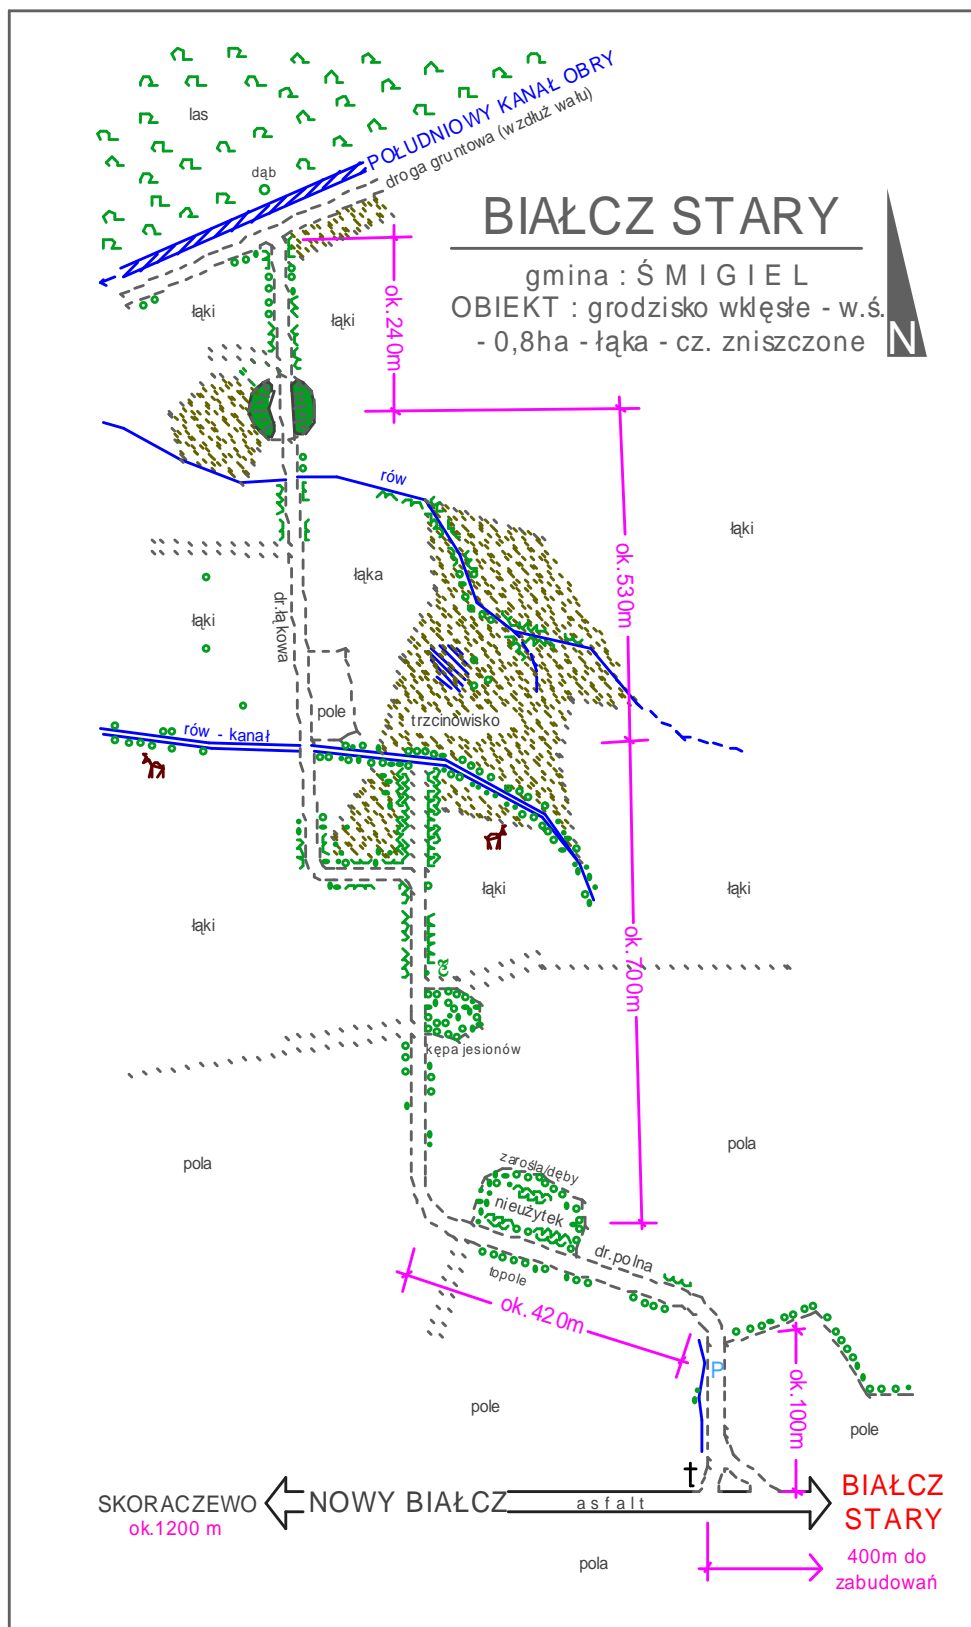 las
POŁUDNIOWY KANAŁ OBRY
droga gruntowa (wzdłuż wału)
dąb
BIAŁCZ STARY
gmina : Ś M I G I E L
OBIEKT : grodzisko wklęsłe - w.ś.
- 0,8ha - łąka - cz. zniszczone
N
łąki
łąki
ok.240m
rów
łąki
ok.530m
łąka
dr.łąkowa
łąki
pole
trzcinowisko
rów - kanał
łąki
łąki
łąki
ok.700m
kępa jesionów
pola
pola
zarośla/dęby
nieużytek
dr.polna
topole
ok.420m
P
ok.100m
pole
pole
SKORACZEWO
ok.1200 m
NOWY BIAŁCZ
asfalt
BIAŁCZ
STARY
pola
400m do
zabudowań